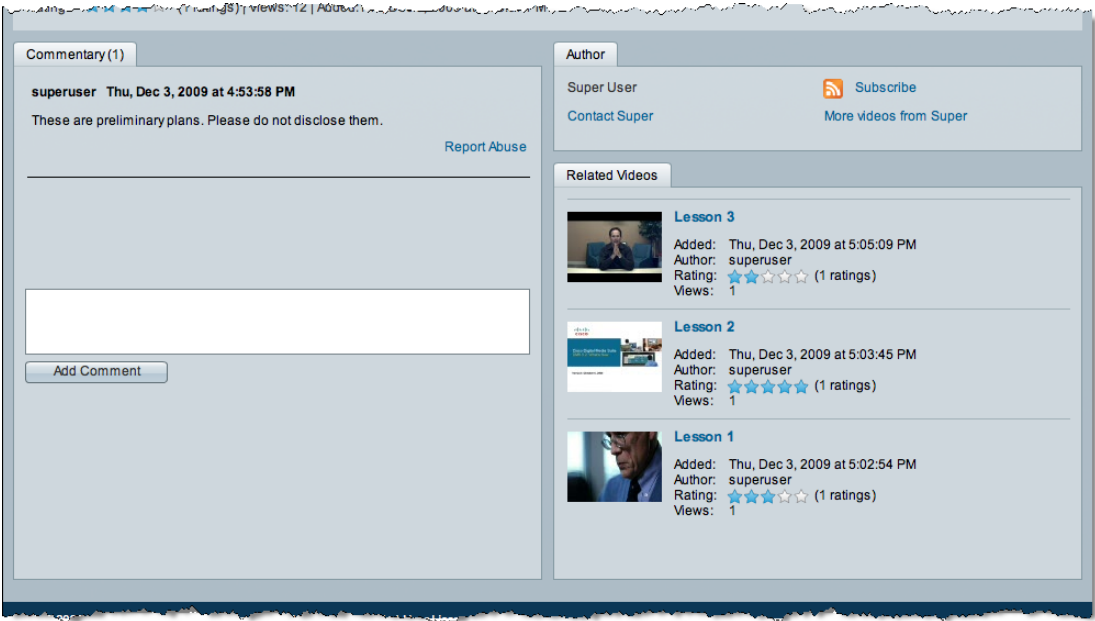 Commentary (1)
superuser Thu, Dec 3, 2009 at 4:53:58 PM
These are preliminary plans. Please do not disclose them.
Report Abuse
Add Comment
Author
Super User
Subscribe
Contact Super
More videos from Super
Related Videos
Lesson 3
Added: Thu, Dec 3, 2009 at 5:05:09 PM
Author: superuser
Rating: (1 ratings)
Views: 1
Lesson 2
Added: Thu, Dec 3, 2009 at 5:03:45 PM
Author: superuser
Rating: (1 ratings)
Views: 1
Lesson 1
Added: Thu, Dec 3, 2009 at 5:02:54 PM
Author: superuser
Rating: (1 ratings)
Views: 1